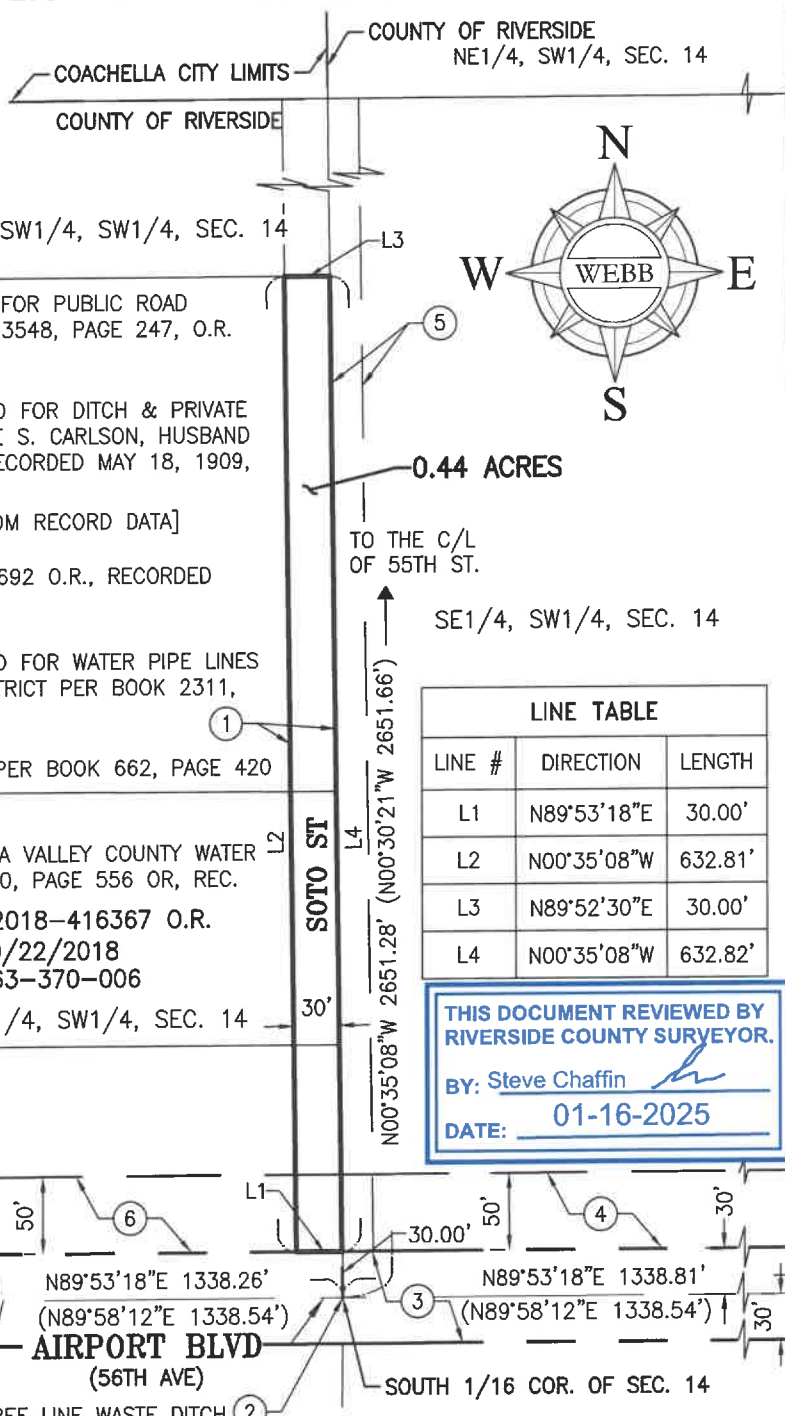 COUNTY OF RIVERSIDE
NE1/4, SW1/4, SEC. 14
COACHELLA CITY LIMITS
COUNTY OF RIVERSIDE
N
W
WEBB
E
S
SW1/4, SW1/4, SEC. 14
L3
FOR PUBLIC ROAD
3548, PAGE 247, O.R.
5
FOR DITCH & PRIVATE
S. CARLSON, HUSBAND
RECORDED MAY 18, 1909,
0.44 ACRES
RECORD DATA]
TO THE C/L
OF 55TH ST.
692 O.R., RECORDED
SE1/4, SW1/4, SEC. 14
FOR WATER PIPE LINES
PER BOOK 2311,
1
PER BOOK 662, PAGE 420
LINE TABLE
LINE # DIRECTION LENGTH
L1 N89°53'18"E 30.00'
L2 N00°35'08"W 632.81'
L3 N89°52'30"E 30.00'
L4 N00°35'08"W 632.82'
L2
SOTO ST
L4
N00°35'08"W 2651.28' (N00°30'21"W 2651.66')
VALLEY COUNTY WATER
PAGE 556 OR, REC.
2018-416367 O.R.
/22/2018
63-370-006
/4, SW1/4, SEC. 14
30'
THIS DOCUMENT REVIEWED BY
RIVERSIDE COUNTY SURVEYOR.
BY: Steve Chaffin
DATE: 01-16-2025
L1
50'
6
30.00'
50'
4
30'
N89°53'18"E 1338.26'
(N89°58'12"E 1338.54')
3
N89°53'18"E 1338.81'
(N89°58'12"E 1338.54')
30'
AIRPORT BLVD
(56TH AVE)
SOUTH 1/16 COR. OF SEC. 14
LINE WASTE DITCH 2